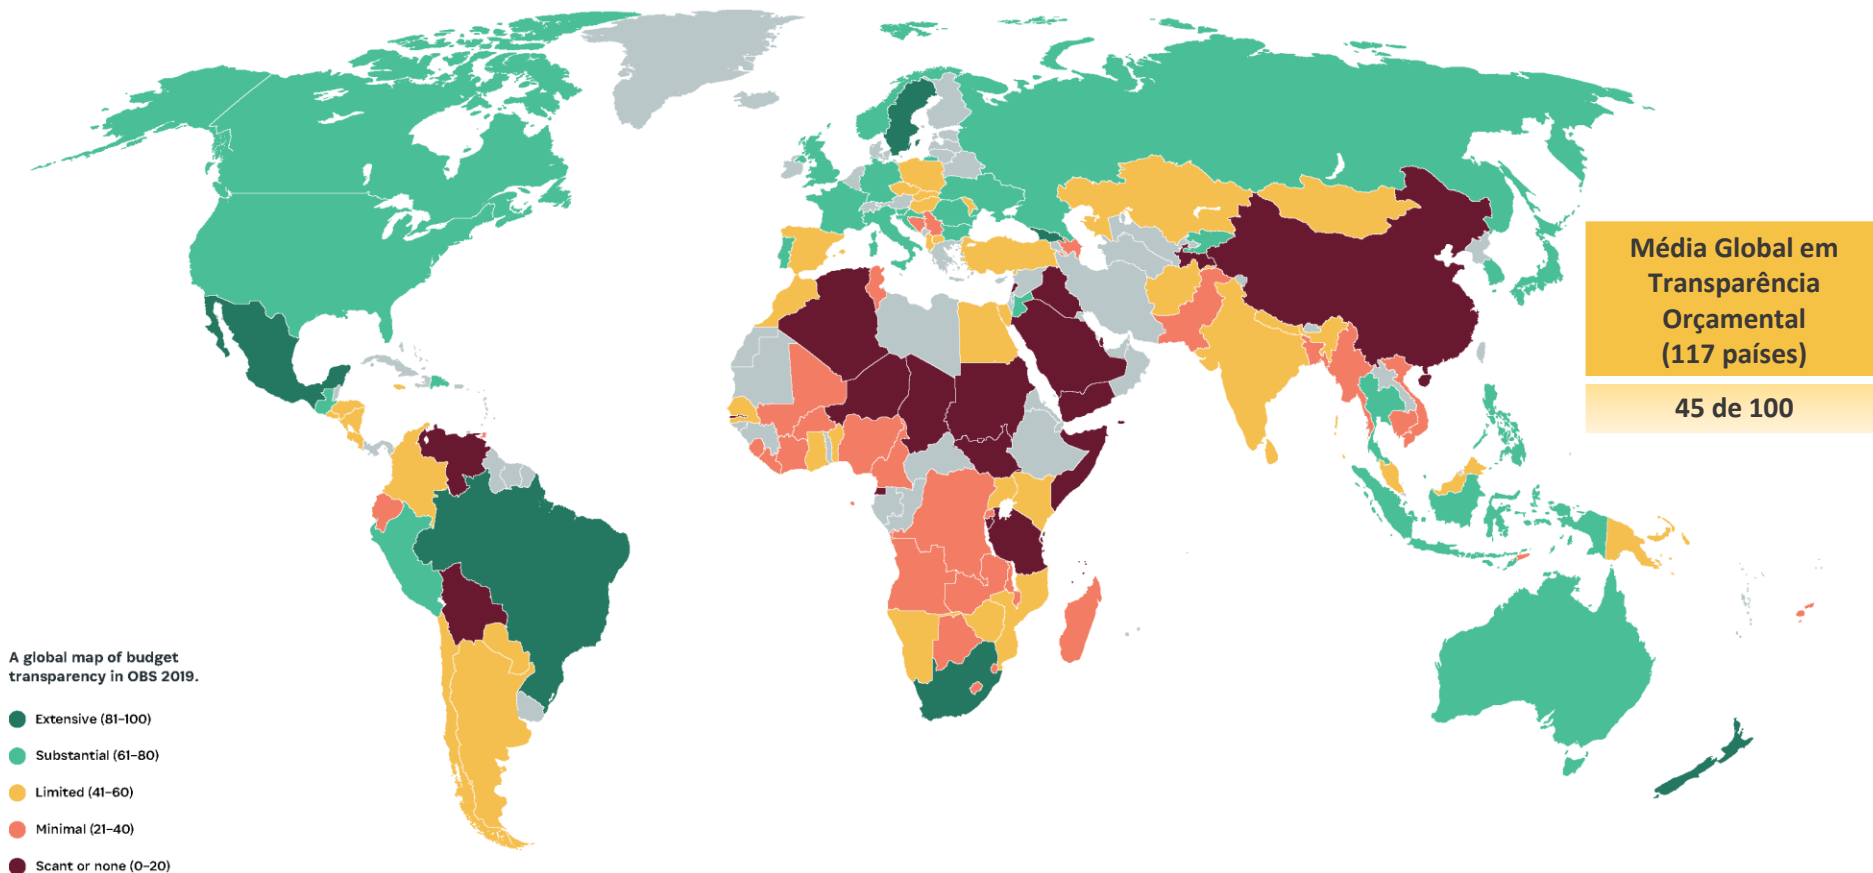 Média Global em
Transparência
Orçamental
(117 países)
45 de 100
A global map of budget
transparency in OBS 2019.
Extensive (81–100)
Substantial (61–80)
Limited (41–60)
Minimal (21–40)
Scant or none (0–20)